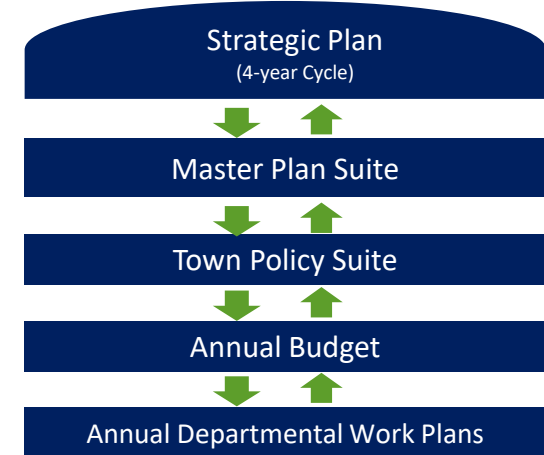 Strategic Plan
(4-year Cycle)
Master Plan Suite
Town Policy Suite
Annual Budget
Annual Departmental Work Plans